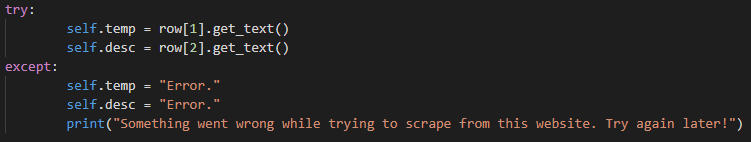 try:
        self.temp = row[1].get_text()
        self.desc = row[2].get_text()
except:
        self.temp = "Error."
        self.desc = "Error."
        print("Something went wrong while trying to scrape from this website. Try again later!")